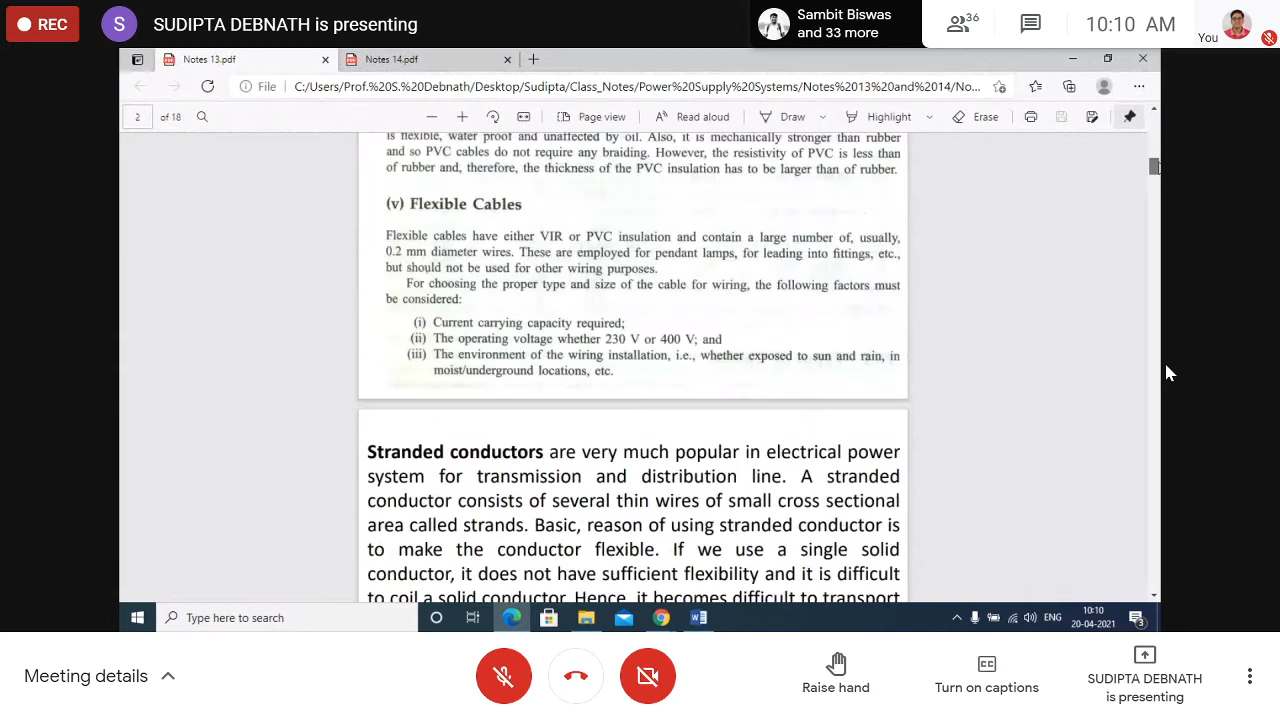 REC
S
SUDIPTA DEBNATH is presenting
Sambit Biswas
and 33 more
36
10:10 AM
You
Notes 13.pdf
Notes 14.pdf
File
C:/Users/Prof.%20S.%20Debnath/Desktop/Sudipta/Class_Notes/Power%20Supply%20Systems/Notes%2013%20and%2014/No...
2
of 18
Page view
Read aloud
Draw
Highlight
Erase
is flexible, water proof and unaffected by oil. Also, it is mechanically stronger than rubber
and so PVC cables do not require any braiding. However, the resistivity of PVC is less than
of rubber and, therefore, the thickness of the PVC insulation has to be larger than of rubber.
(v) Flexible Cables
Flexible cables have either VIR or PVC insulation and contain a large number of, usually,
0.2 mm diameter wires. These are employed for pendant lamps, for leading into fittings, etc.,
but should not be used for other wiring purposes.
For choosing the proper type and size of the cable for wiring, the following factors must
be considered:
(i) Current carrying capacity required;
(ii) The operating voltage whether 230 V or 400 V; and
(iii) The environment of the wiring installation, i.e., whether exposed to sun and rain, in
moist/underground locations, etc.
Stranded conductors are very much popular in electrical power
system for transmission and distribution line. A stranded
conductor consists of several thin wires of small cross sectional
area called strands. Basic, reason of using stranded conductor is
to make the conductor flexible. If we use a single solid
conductor, it does not have sufficient flexibility and it is difficult
to coil a solid conductor. Hence, it becomes difficult to transport
Type here to search
ENG
10:10
20-04-2021
3
Meeting details
Raise hand
Turn on captions
SUDIPTA DEBNATH
is presenting